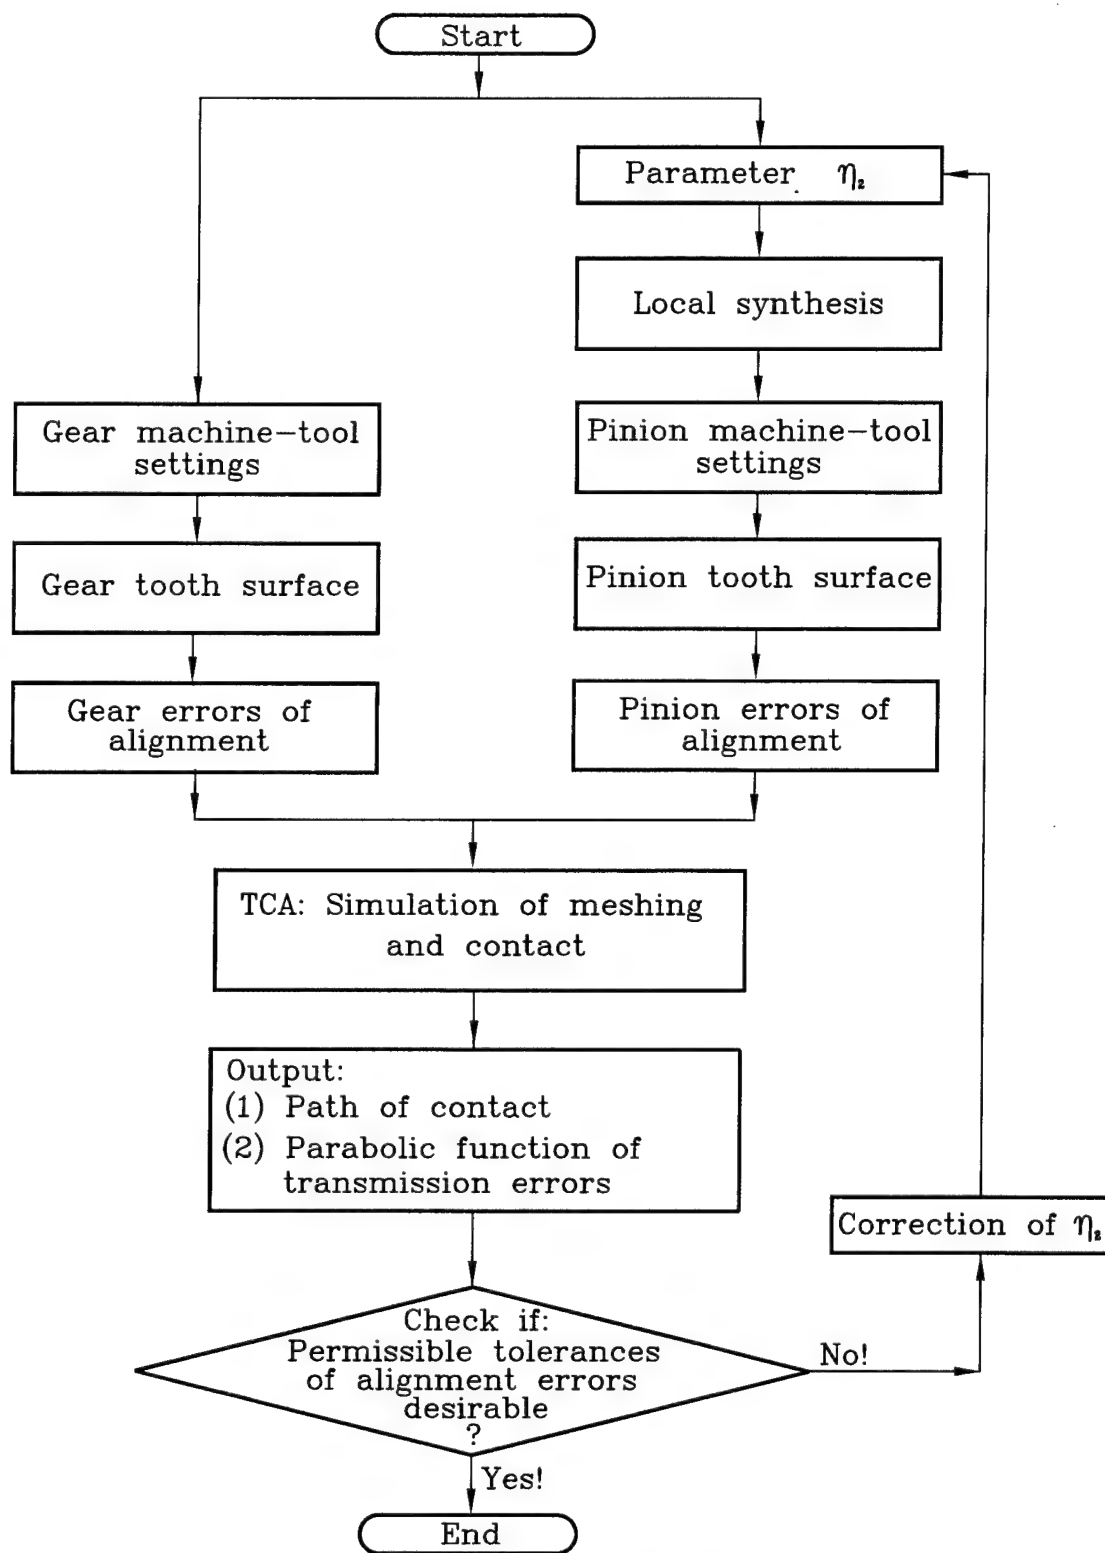 Start
Parameter η₂
Local synthesis
Gear machine-tool
settings
Pinion machine-tool
settings
Gear tooth surface
Pinion tooth surface
Gear errors of
alignment
Pinion errors of
alignment
TCA: Simulation of meshing
and contact
Output:
(1) Path of contact
(2) Parabolic function of
transmission errors
Correction of η₂
Check if:
Permissible tolerances
of alignment errors
desirable
?
No!
Yes!
End